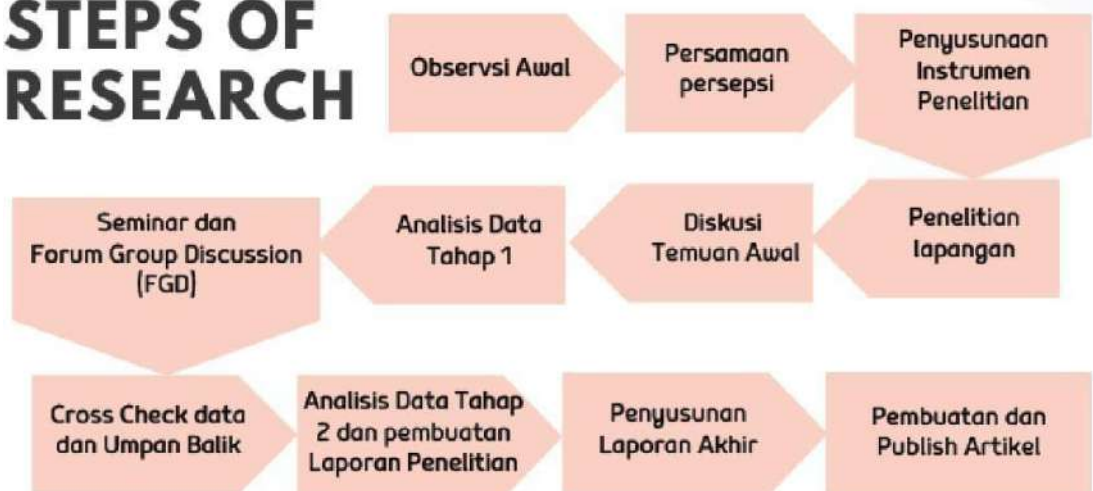 STEPS OF
RESEARCH
Observsi Awal
Persamaan
persepsi
Penyusunaan
Instrumen
Penelitian
Penelitian
lapangan
Diskusi
Temuan Awal
Analisis Data
Tahap 1
Seminar dan
Forum Group Discussion
(FGD)
Cross Check data
dan Umpan Balik
Analisis Data Tahap
2 dan pembuatan
Laporan Penelitian
Penyusunan
Laporan Akhir
Pembuatan dan
Publish Artikel